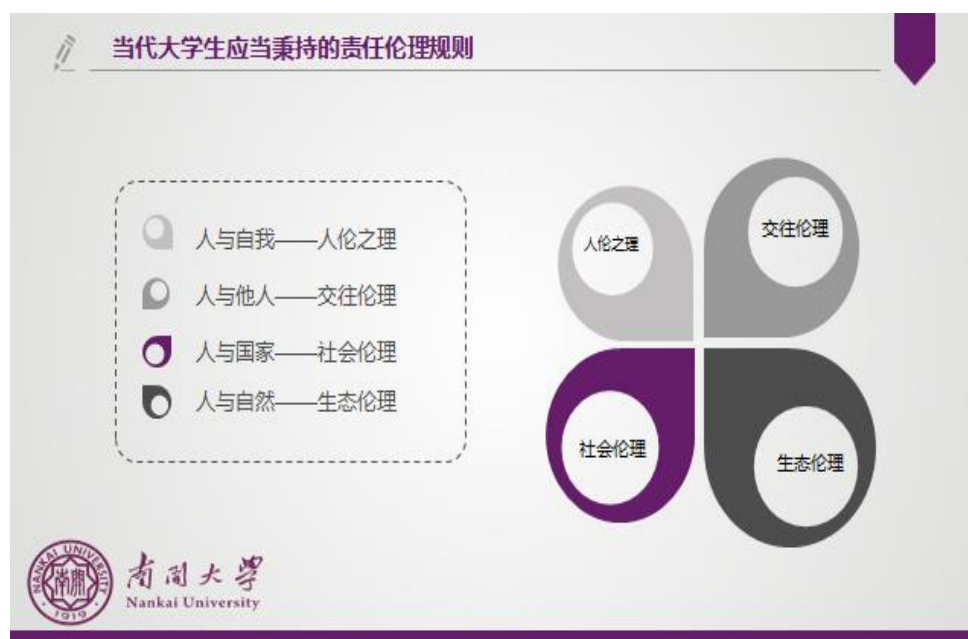 当代大学生应当秉持的责任伦理规则
人与自我——人伦之理
人与他人——交往伦理
人与国家——社会伦理
人与自然——生态伦理
人伦之理
交往伦理
社会伦理
生态伦理
NANKAI UNIVERSITY
南開
1919
南开大学
Nankai University